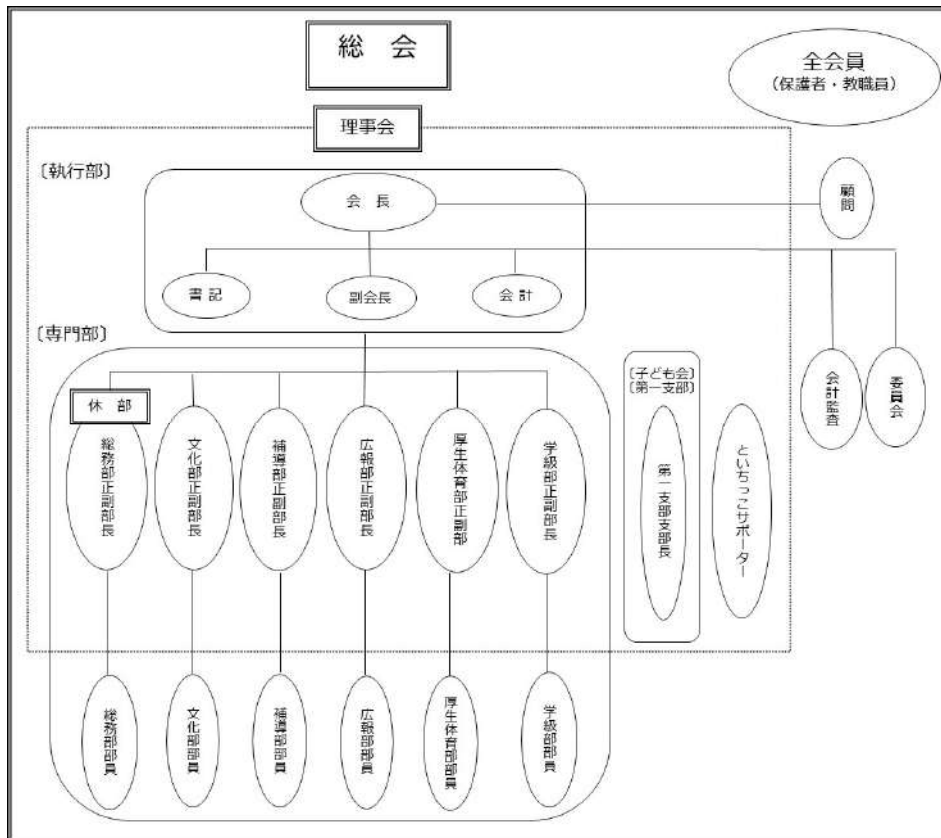 総　会
全会員
（保護者・教職員）
理事会
〔執行部〕
会　長
顧問
書記
副会長
会計
〔専門部〕
〔子ども会〕
〔第一支部〕
会計監査
委員会
休　部
総務部正副部長
文化部正副部長
補導部正副部長
広報部正副部長
厚生体育部正副部
学級部正副部長
第一支部支部長
といちっこサポーター
総務部部員
文化部部員
補導部部員
広報部部員
厚生体育部部員
学級部部員